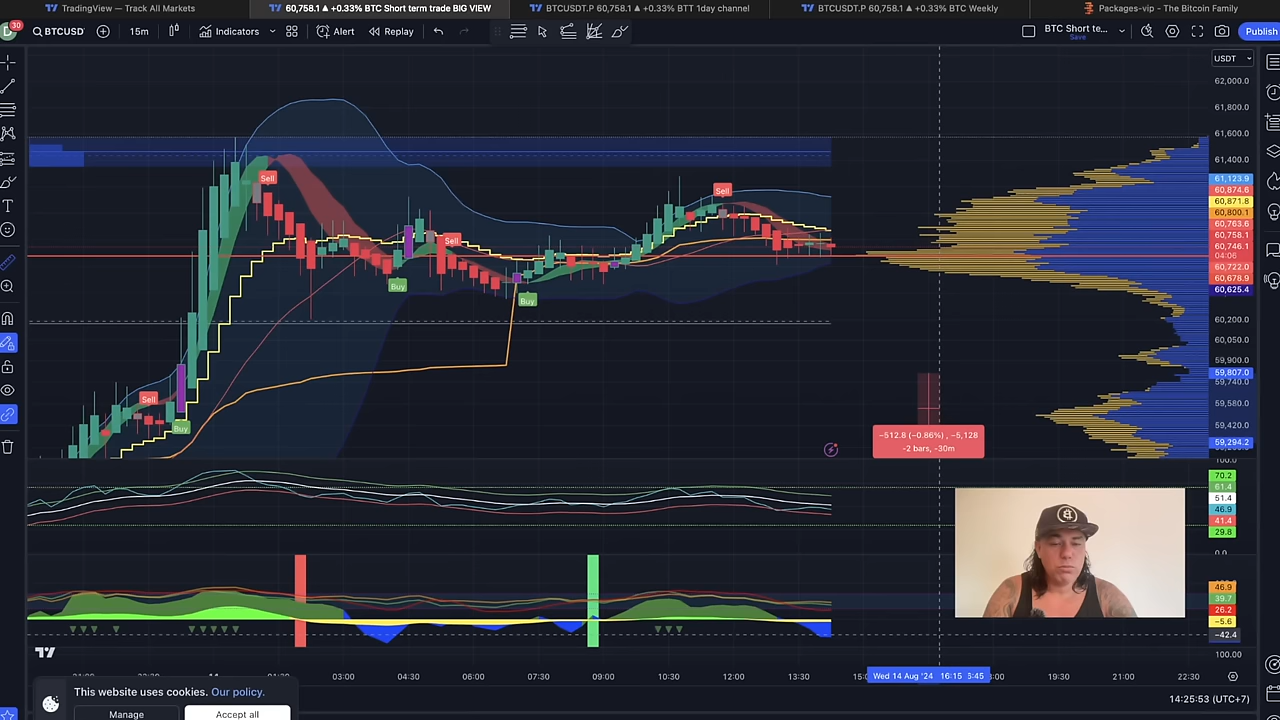 TradingView — Track All Markets
60,758.1 ▲ +0.33% BTC Short term trade BIG VIEW
BTCUSDT.P 60,758.1 ▲ +0.33% BTT 1day channel
BTCUSDT.P 60,758.1 ▲ +0.33% BTC Weekly
Packages-vip - The Bitcoin Family
30
BTCUSD
15m
Indicators
Alert
Replay
BTC Short te...
Save
Publish
USDT
62,000.0
61,800.0
61,600.0
61,400.0
61,123.9
60,874.6
60,871.8
60,800.1
60,763.6
60,758.1
60,746.1
04:06
60,722.0
60,678.9
60,625.4
60,200.0
60,050.0
59,900.0
59,807.0
59,740.0
59,580.0
59,420.0
59,294.2
Sell
Sell
Sell
Sell
Buy
Buy
Buy
−512.8 (−0.86%) , −5,128
−2 bars, −30m
70.2
61.4
51.4
46.9
41.4
29.8
0.0
46.9
39.7
26.2
−5.6
−42.4
100.00
03:00
04:30
06:00
07:30
09:00
10:30
12:00
13:30
Wed 14 Aug '24 16:15
19:30
21:00
22:30
14:25:53 (UTC+7)
This website uses cookies. Our policy.
Manage
Accept all